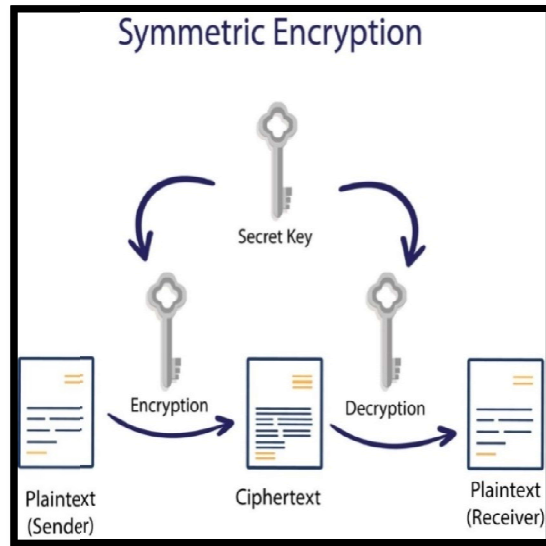 Symmetric Encryption
Secret Key
Encryption
Decryption
Plaintext
(Sender)
Ciphertext
Plaintext
(Receiver)